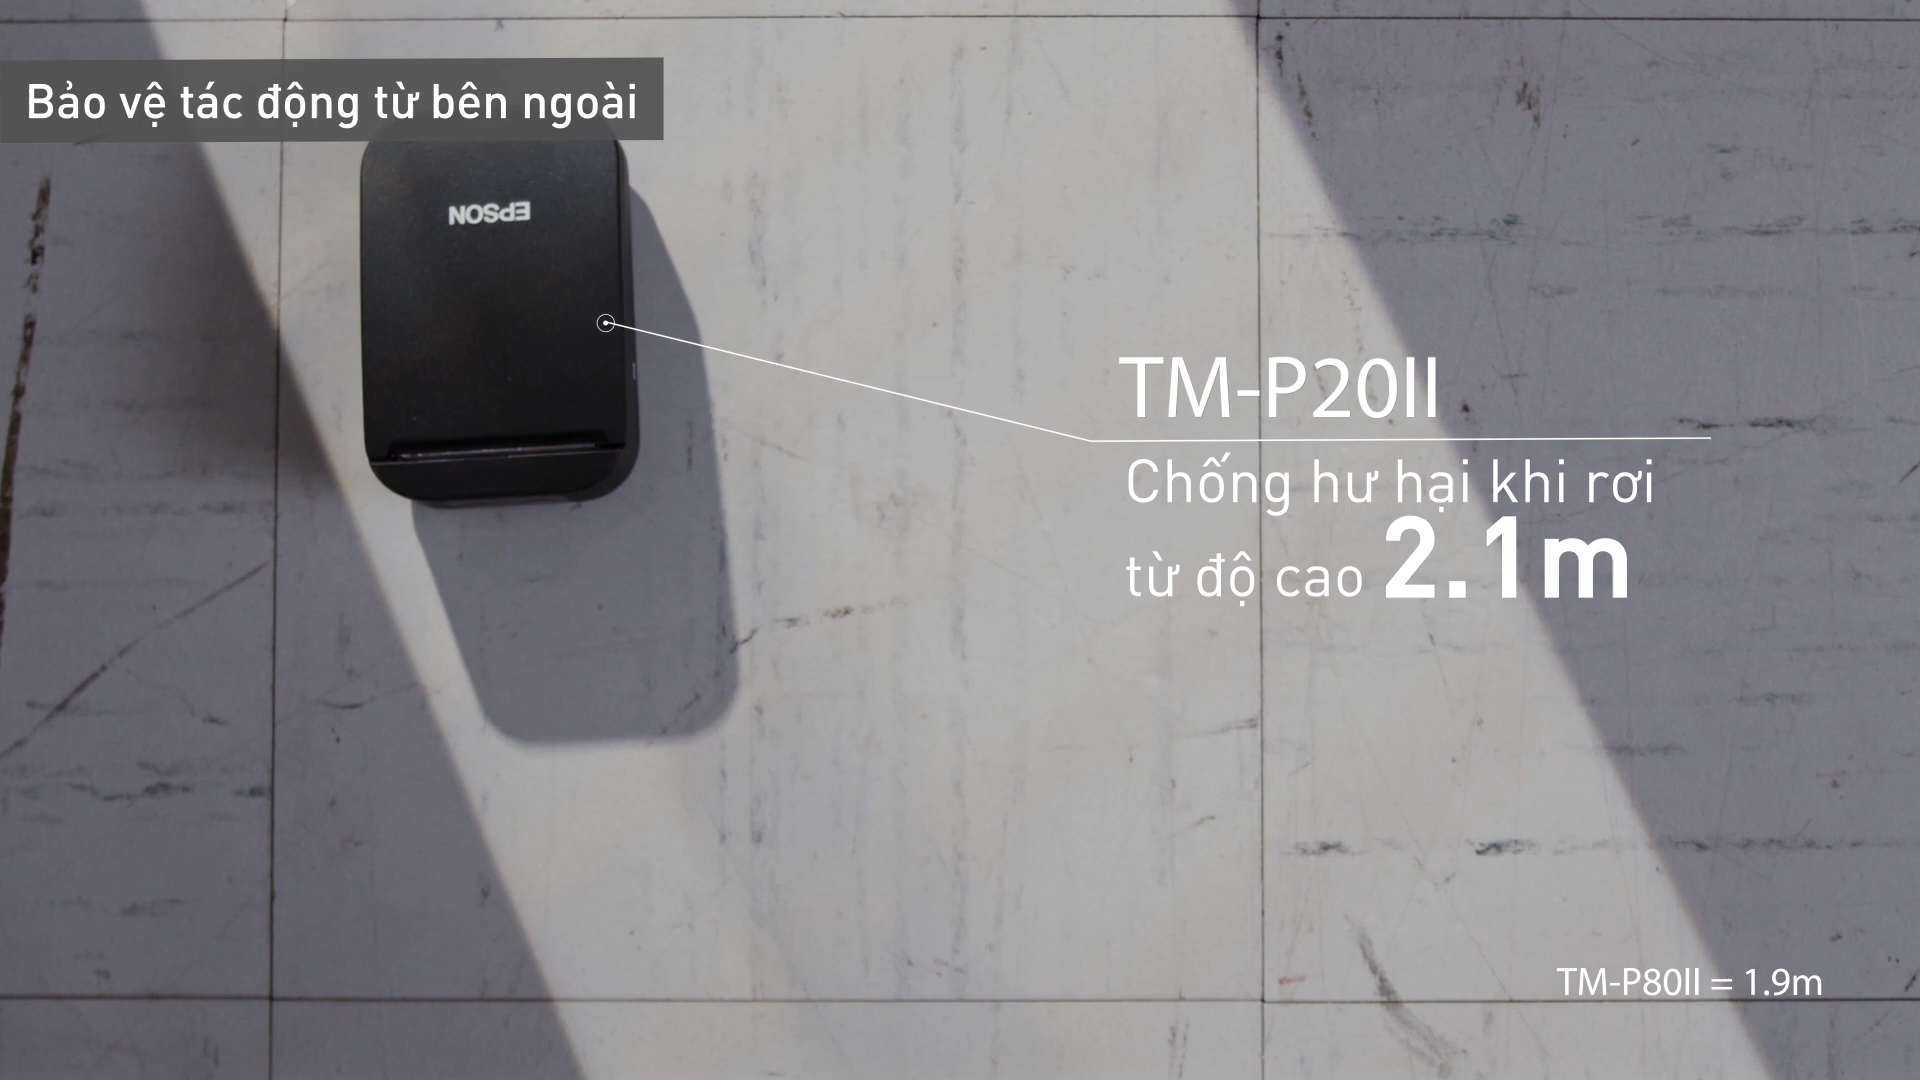 Bảo vệ tác động từ bên ngoài
EPSON
TM-P20II
Chống hư hại khi rơi
từ độ cao 2.1m
TM-P80II = 1.9m